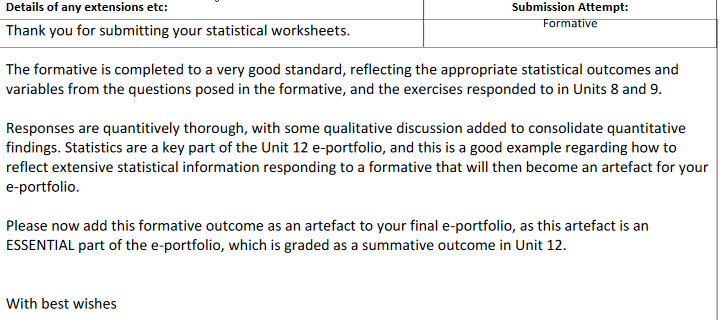 Details of any extensions etc:
Submission Attempt:
Thank you for submitting your statistical worksheets.
Formative
The formative is completed to a very good standard, reflecting the appropriate statistical outcomes and
variables from the questions posed in the formative, and the exercises responded to in Units 8 and 9.
Responses are quantitively thorough, with some qualitative discussion added to consolidate quantitative
findings. Statistics are a key part of the Unit 12 e-portfolio, and this is a good example regarding how to
reflect extensive statistical information responding to a formative that will then become an artefact for your
e-portfolio.
Please now add this formative outcome as an artefact to your final e-portfolio, as this artefact is an
ESSENTIAL part of the e-portfolio, which is graded as a summative outcome in Unit 12.
With best wishes